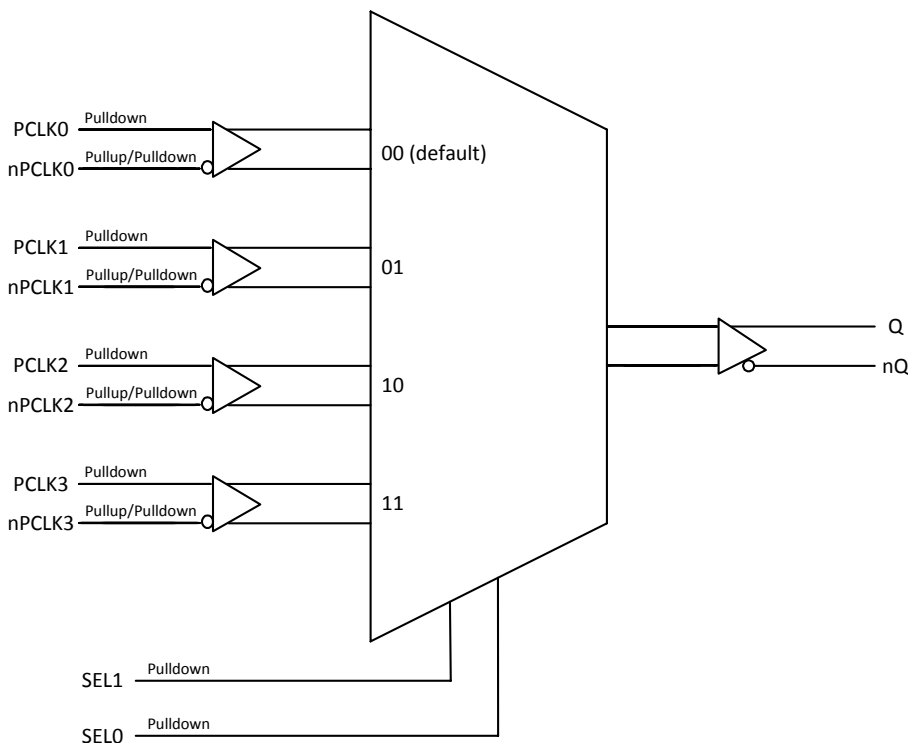 PCLK0 Pulldown
nPCLK0 Pullup/Pulldown
00 (default)
PCLK1 Pulldown
nPCLK1 Pullup/Pulldown
01
Q
nQ
PCLK2 Pulldown
nPCLK2 Pullup/Pulldown
10
PCLK3 Pulldown
nPCLK3 Pullup/Pulldown
11
SEL1 Pulldown
SEL0 Pulldown